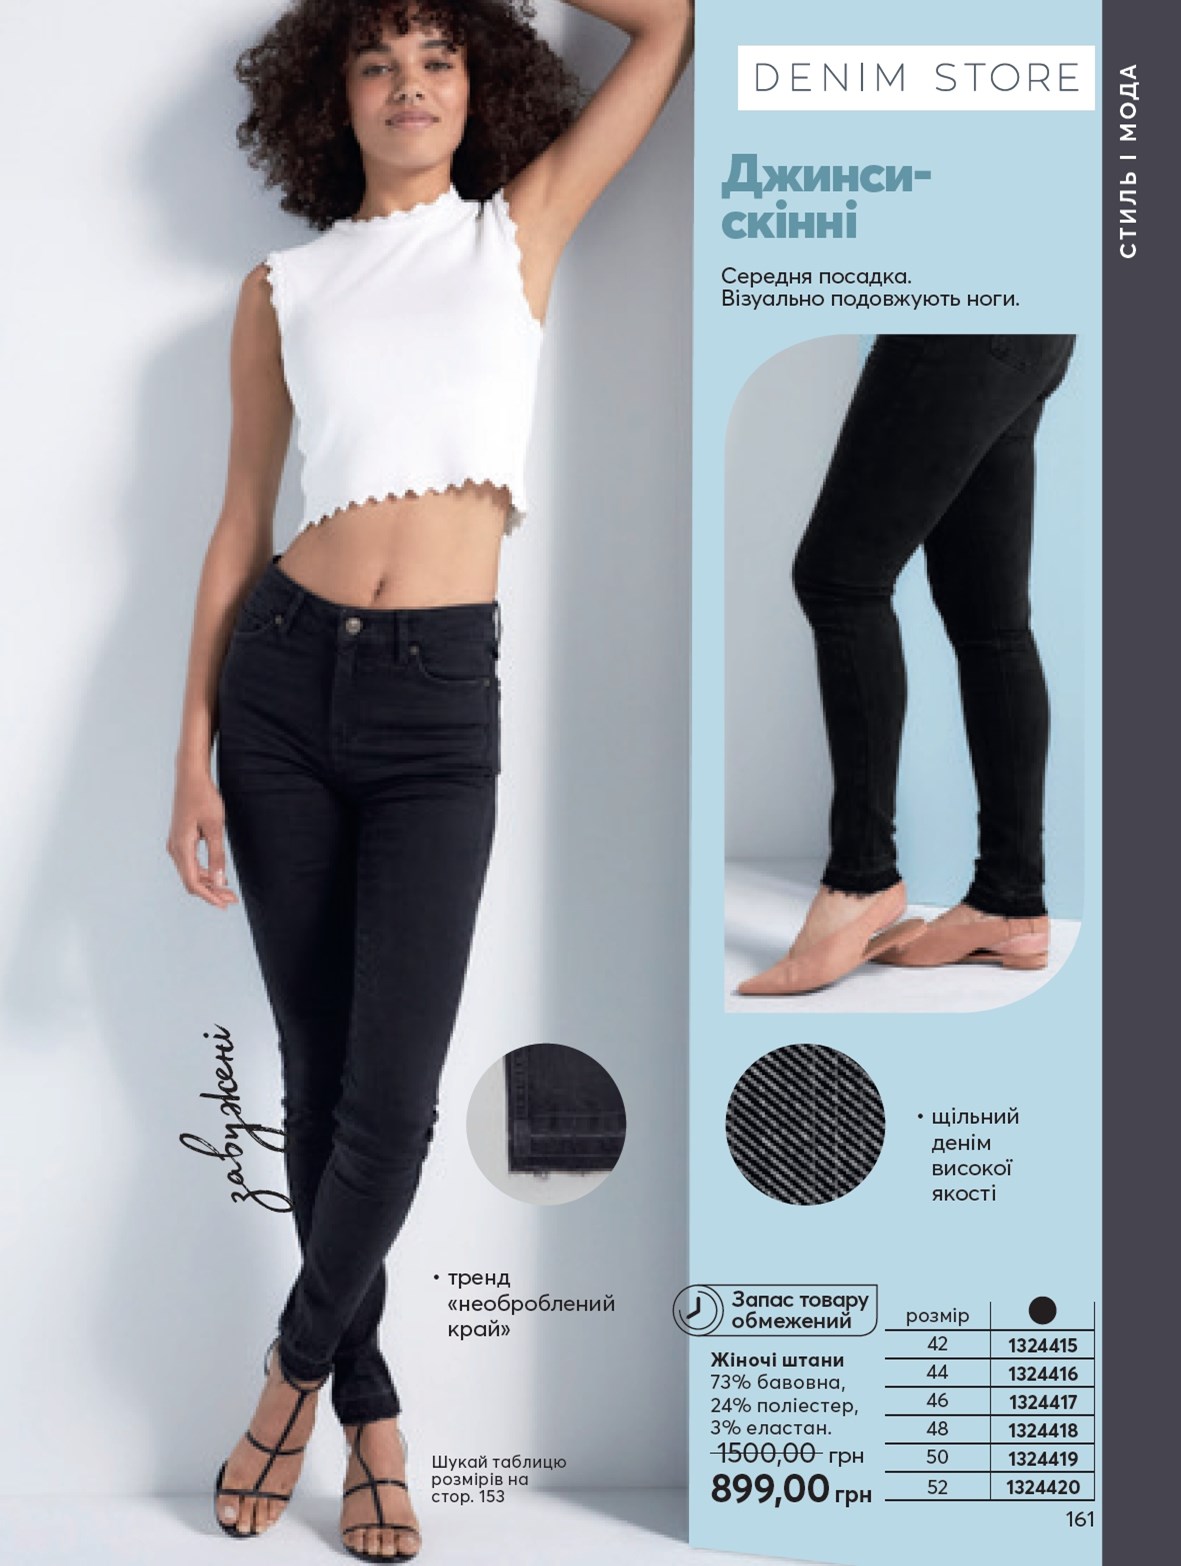 DENIM STORE
СТИЛЬ І МОДА
Джинси-
скінні
Середня посадка.
Візуально подовжують ноги.
завужені
• щільний
денім
високої
якості
• тренд
«необроблений
край»
Запас товару
обмежений
Жіночі штани
73% бавовна,
24% поліестер,
3% еластан.
1500,00 грн
899,00 грн
розмір
42 1324415
44 1324416
46 1324417
48 1324418
50 1324419
52 1324420
Шукай таблицю
розмірів на
стор. 153
161